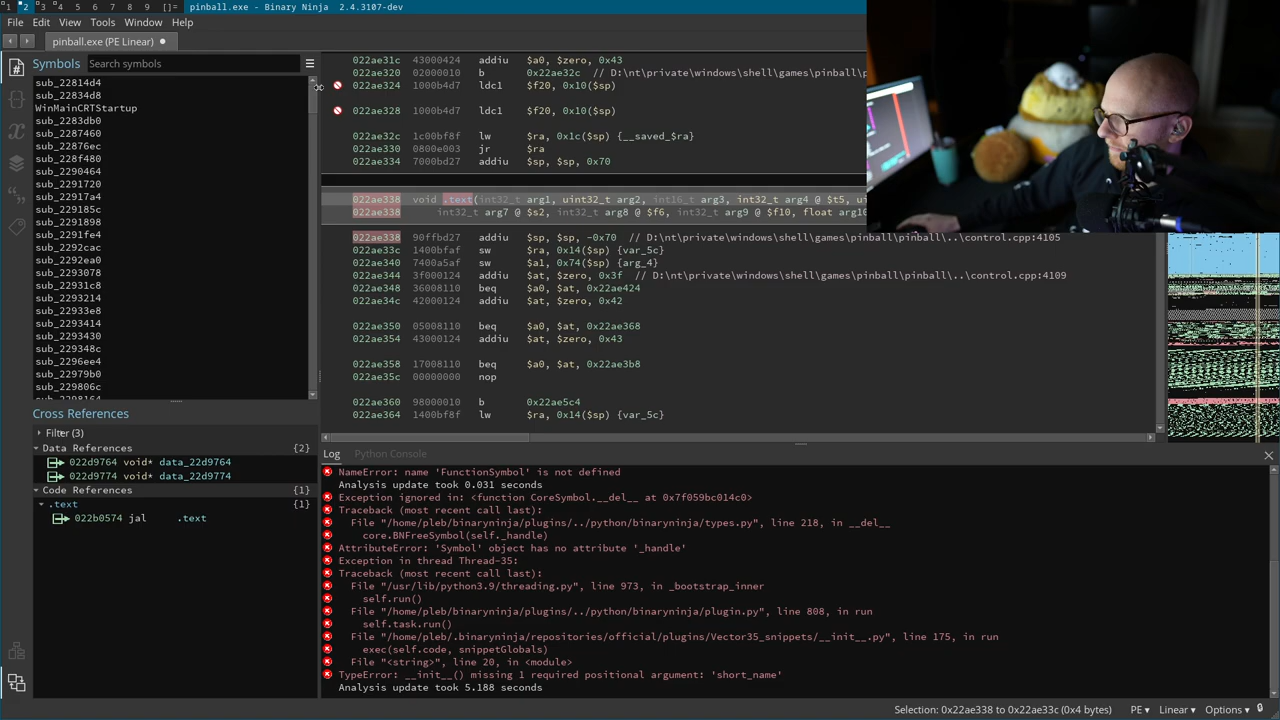 1 2 3 4 5 6 7 8 9 []= pinball.exe - Binary Ninja 2.4.3107-dev
File Edit View Tools Window Help
pinball.exe (PE Linear)
Symbols Search symbols
sub_22814d4
sub_22834d8
WinMainCRTStartup
sub_2283db0
sub_2287460
sub_22876ec
sub_228f480
sub_2290464
sub_2291720
sub_22917a4
sub_229185c
sub_2291898
sub_2291fe4
sub_2292cac
sub_2292ea0
sub_2293078
sub_22931c8
sub_2293214
sub_22933e8
sub_2293414
sub_2293430
sub_229348c
sub_2296ee4
sub_22979b0
sub_229806c
sub_2298164
Cross References
Filter (3)
Data References {2}
022d9764 void* data_22d9764
022d9774 void* data_22d9774
Code References {1}
.text {1}
022b0574 jal .text
022ae31c 43000424 addiu $a0, $zero, 0x43
022ae320 02000010 b 0x22ae32c // D:\nt\private\windows\shell\games\pinball\p
022ae324 1000b4d7 ldc1 $f20, 0x10($sp)
022ae328 1000b4d7 ldc1 $f20, 0x10($sp)
022ae32c 1c00bf8f lw $ra, 0x1c($sp) {__saved_$ra}
022ae330 0800e003 jr $ra
022ae334 7000bd27 addiu $sp, $sp, 0x70
022ae338 void .text(int32_t arg1, uint32_t arg2, int16_t arg3, int32_t arg4 @ $t5, u
022ae338 int32_t arg7 @ $s2, int32_t arg8 @ $f6, int32_t arg9 @ $f10, float arg10
022ae338 90ffbd27 addiu $sp, $sp, -0x70 // D:\nt\private\windows\shell\games\pinball\pinball\..\control.cpp:4105
022ae33c 1400bfaf sw $ra, 0x14($sp) {var_5c}
022ae340 7400a5af sw $a1, 0x74($sp) {arg_4}
022ae344 3f000124 addiu $at, $zero, 0x3f // D:\nt\private\windows\shell\games\pinball\pinball\..\control.cpp:4109
022ae348 36008110 beq $a0, $at, 0x22ae424
022ae34c 42000124 addiu $at, $zero, 0x42
022ae350 05008110 beq $a0, $at, 0x22ae368
022ae354 43000124 addiu $at, $zero, 0x43
022ae358 17008110 beq $a0, $at, 0x22ae3b8
022ae35c 00000000 nop
022ae360 98000010 b 0x22ae5c4
022ae364 1400bf8f lw $ra, 0x14($sp) {var_5c}
Log Python Console
NameError: name 'FunctionSymbol' is not defined
Analysis update took 0.031 seconds
Exception ignored in: <function CoreSymbol.__del__ at 0x7f059bc014c0>
Traceback (most recent call last):
File "/home/pleb/binaryninja/plugins/../python/binaryninja/types.py", line 218, in __del__
core.BNFreeSymbol(self._handle)
AttributeError: 'Symbol' object has no attribute '_handle'
Exception in thread Thread-35:
Traceback (most recent call last):
File "/usr/lib/python3.9/threading.py", line 973, in _bootstrap_inner
self.run()
File "/home/pleb/binaryninja/plugins/../python/binaryninja/plugin.py", line 808, in run
self.task.run()
File "/home/pleb/.binaryninja/repositories/official/plugins/Vector35_snippets/__init__.py", line 175, in run
exec(self.code, snippetGlobals)
File "<string>", line 20, in <module>
TypeError: __init__() missing 1 required positional argument: 'short_name'
Analysis update took 5.188 seconds
Selection: 0x22ae338 to 0x22ae33c (0x4 bytes) PE Linear Options